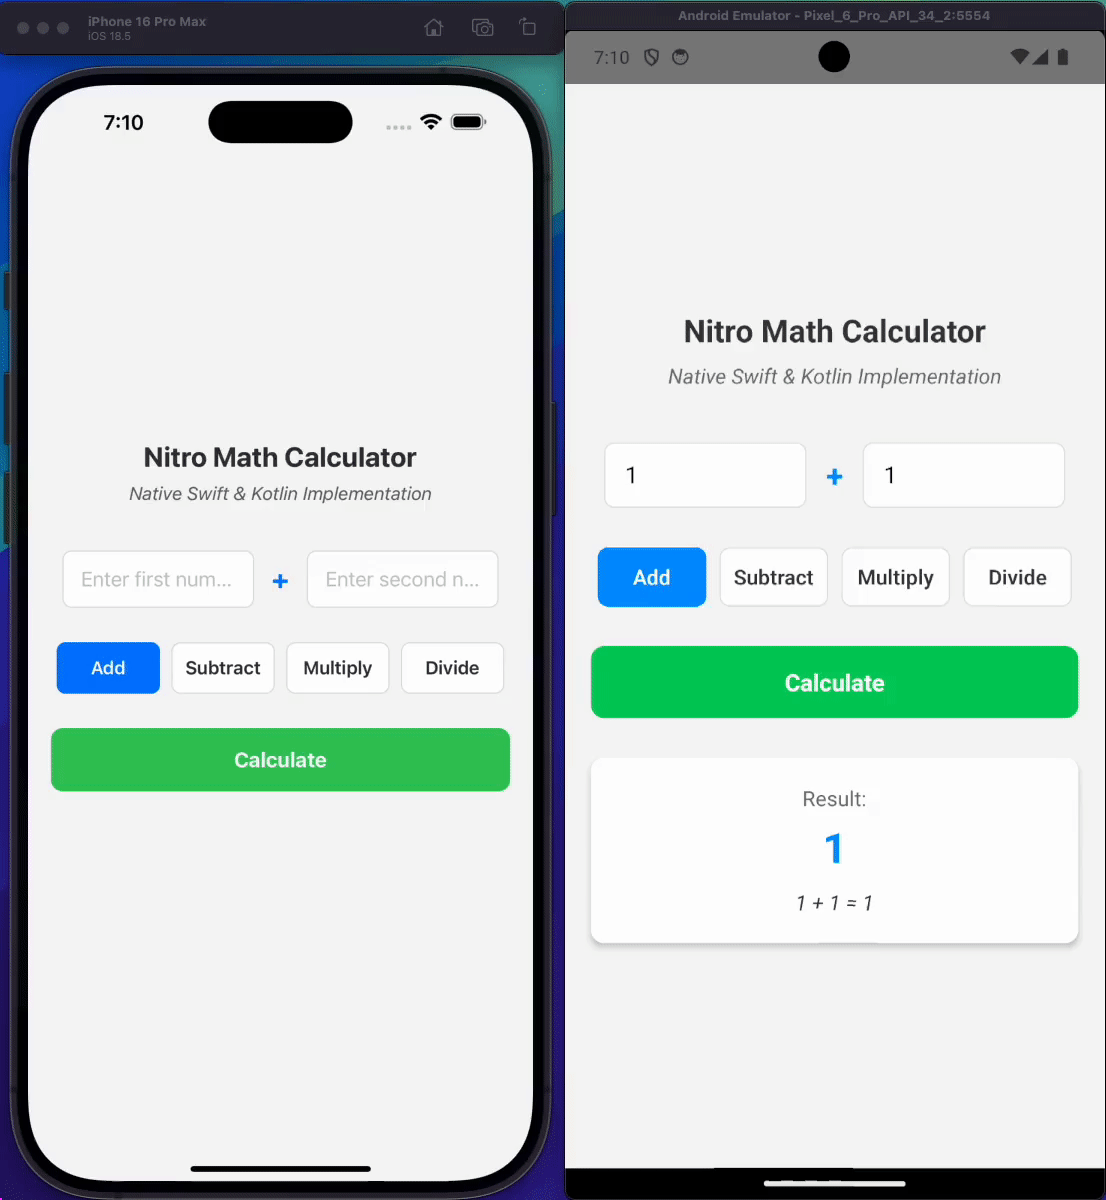 iPhone 16 Pro Max
iOS 18.5
7:10
Nitro Math Calculator
Native Swift & Kotlin Implementation
Enter first num...
+
Enter second n...
Add
Subtract
Multiply
Divide
Calculate
Android Emulator - Pixel_6_Pro_API_34_2:5554
7:10
Nitro Math Calculator
Native Swift & Kotlin Implementation
1
+
1
Add
Subtract
Multiply
Divide
Calculate
Result:
1
1 + 1 = 1